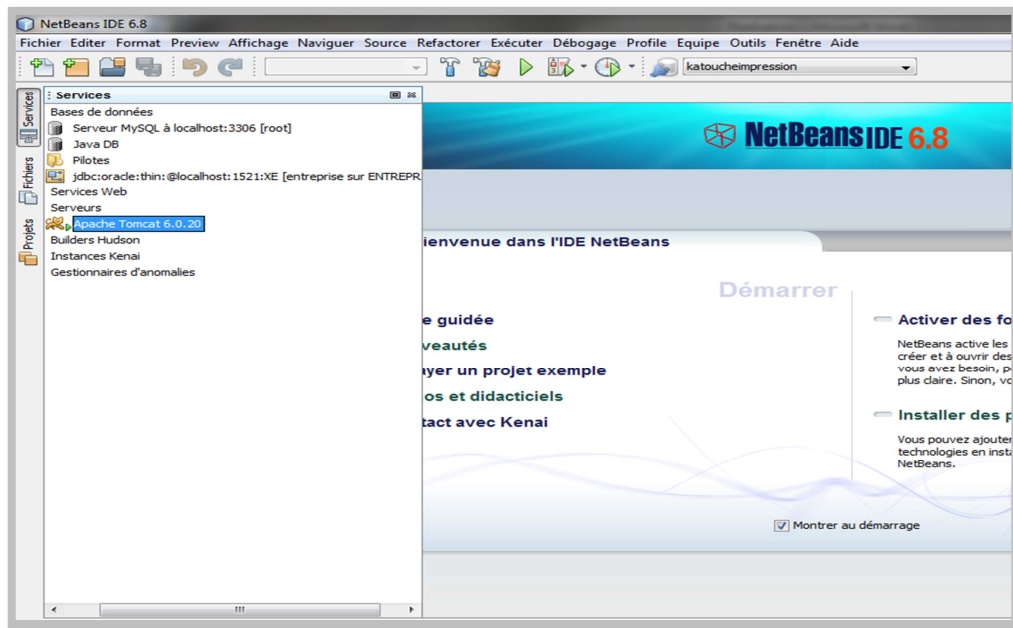 NetBeans IDE 6.8
Fichier Editer Format Preview Affichage Naviguer Source Refactorer Exécuter Débogage Profile Equipe Outils Fenêtre Aide
katoucheimpression
Services
Fichiers
Projets
Services
Bases de données
Serveur MySQL à localhost:3306 [root]
Java DB
Pilotes
jdbc:oracle:thin:@localhost:1521:XE [entreprise sur ENTREPR
Services Web
Serveurs
Apache Tomcat 6.0.20
Builders Hudson
Instances Kenai
Gestionnaires d'anomalies
NetBeans IDE 6.8
ienvenue dans l'IDE NetBeans
Démarrer
e guidée
veautés
yer un projet exemple
os et didacticiels
tact avec Kenai
Activer des fo
NetBeans active les
créer et à ouvrir des
vous avez besoin, p
plus claire. Sinon, vo
Installer des p
Vous pouvez ajouter
technologies en insta
NetBeans.
Montrer au démarrage